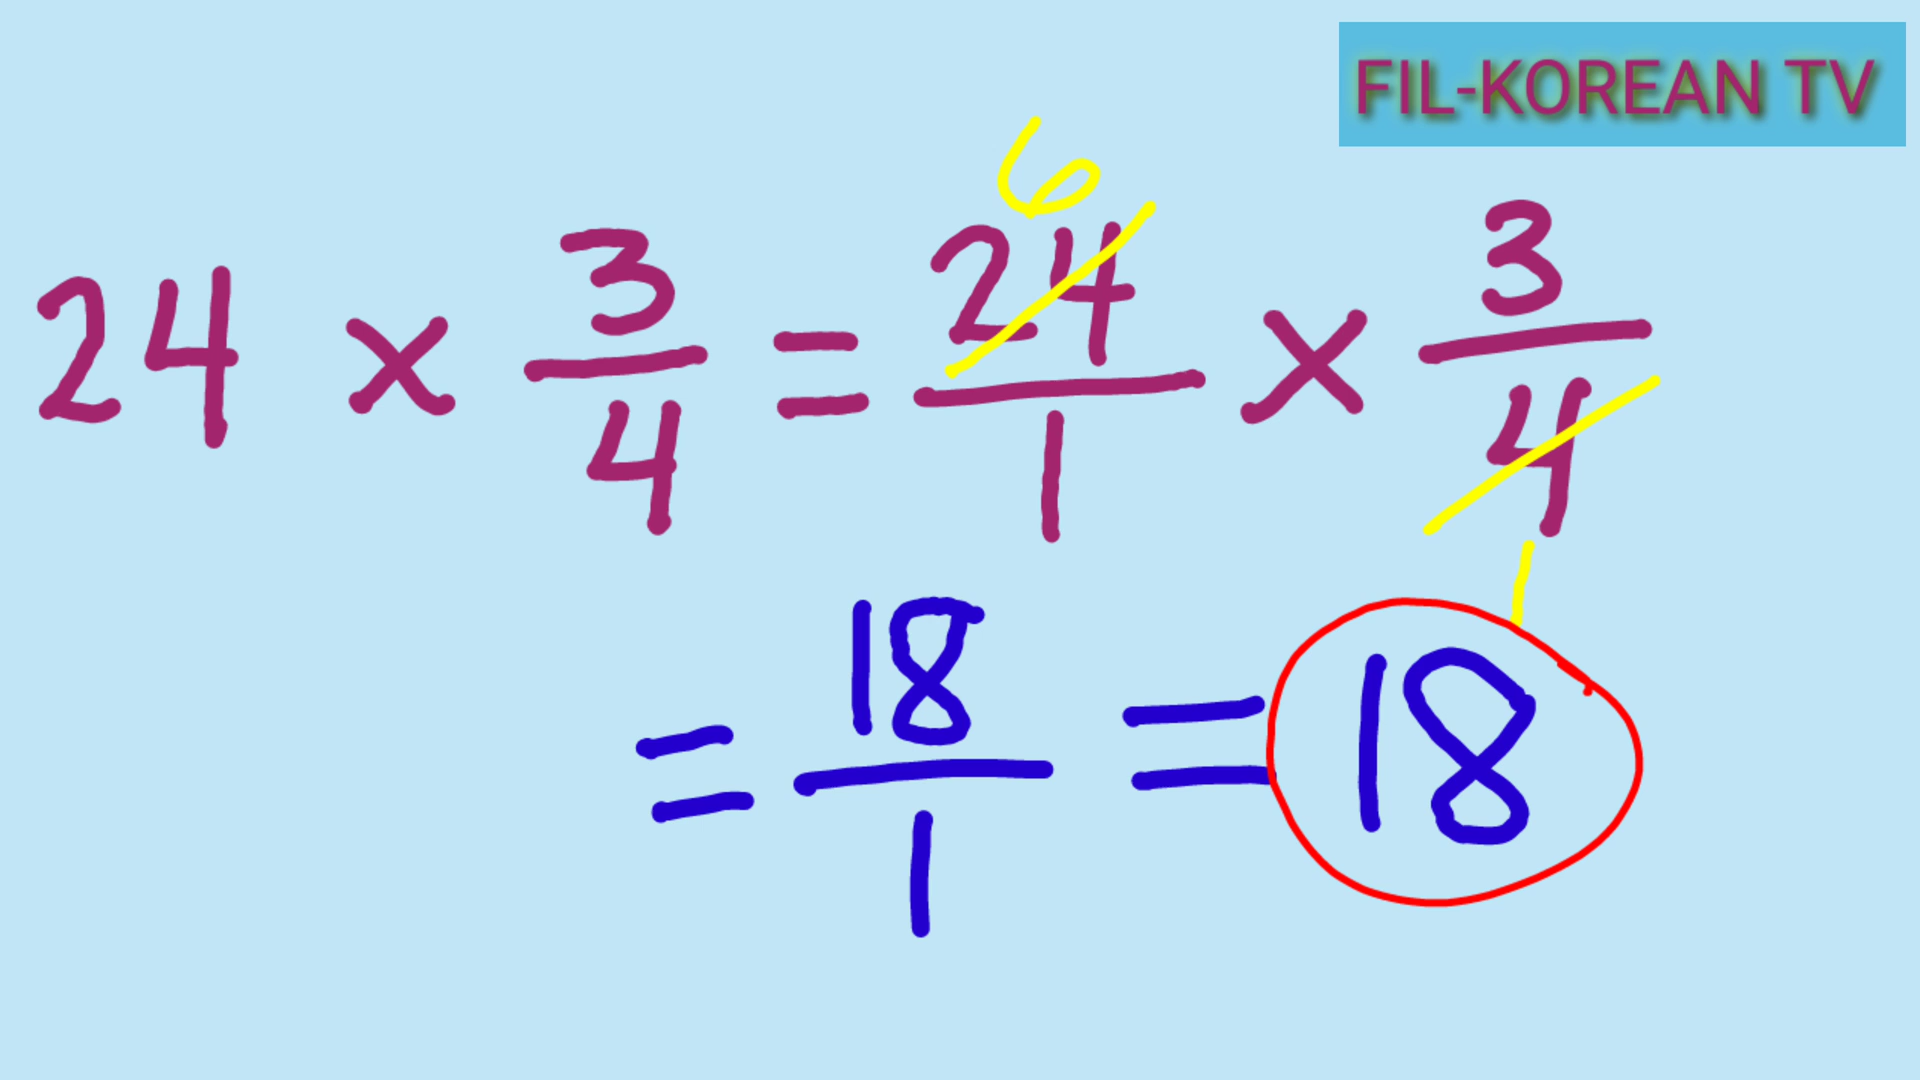 FIL-KOREAN TV
24 x 3/4 = 24/1 x 3/4
6
1
= 18/1 = 18